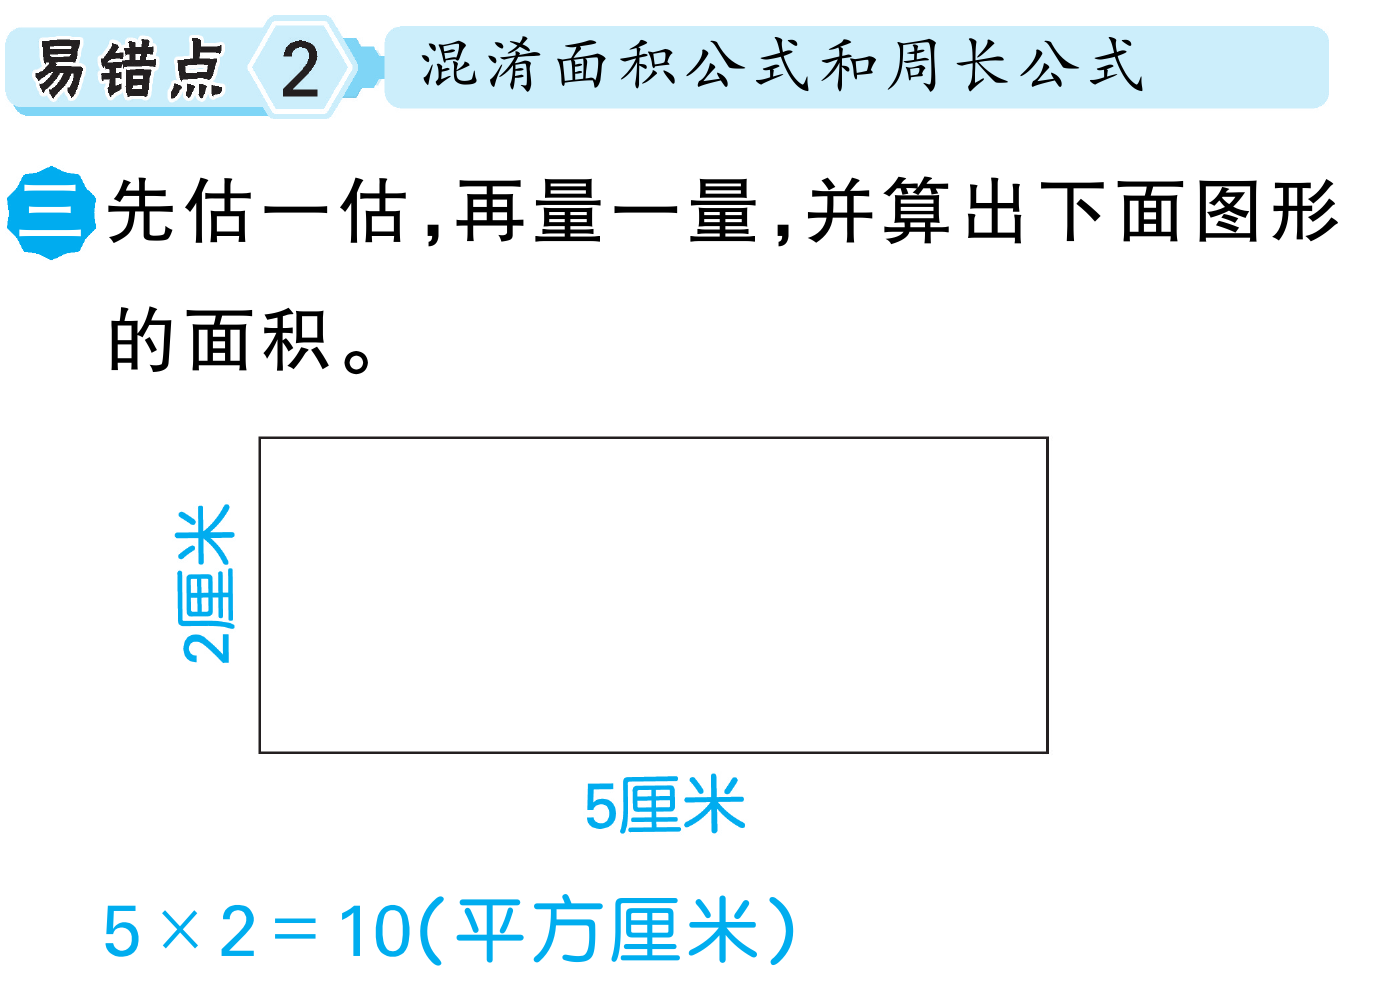 易错点 2 混淆面积公式和周长公式
三 先估一估,再量一量,并算出下面图形
的面积。
2厘米
5厘米
5×2=10(平方厘米)